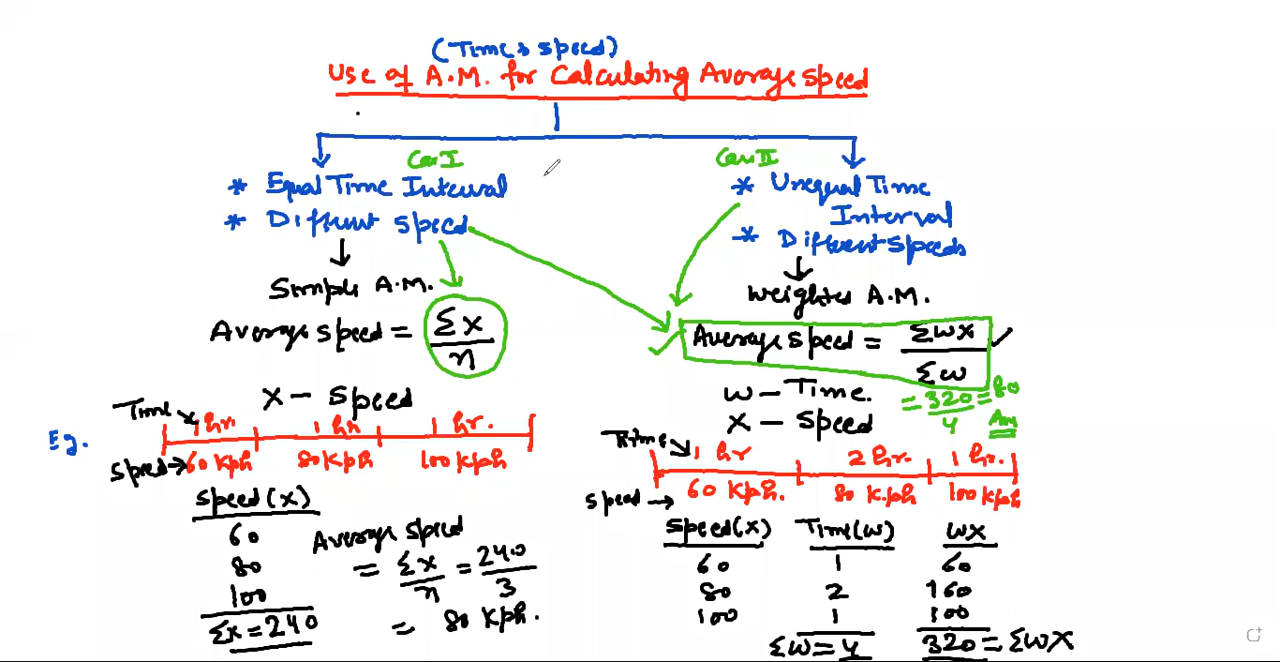 (Time & speed)
Use of A.M. for Calculating Average Speed
Case I
* Equal Time Interval
* Different Speed
Simple A.M.
Average Speed = Σx / n
x - Speed
Case II
* Unequal Time
Interval
* Different Speeds
Weighted A.M.
Average Speed = Σwx / Σw
w - Time.
x - Speed
= 320 / 4 = 80
Ans
Eg.
Time 1 hr. 1 hr 1 hr.
Speed → 60 Kph 80 Kph 100 Kph
Speed (x)
60
80
100
Σx = 240
Average Speed
= Σx / n = 240 / 3
= 80 Kph.
Time 1 hr 2 hr. 1 hr.
Speed → 60 Kph. 80 K.ph 100 Kph
Speed(x) Time(w) wx
60 1 60
80 2 160
100 1 100
Σw = 4 320 = Σwx